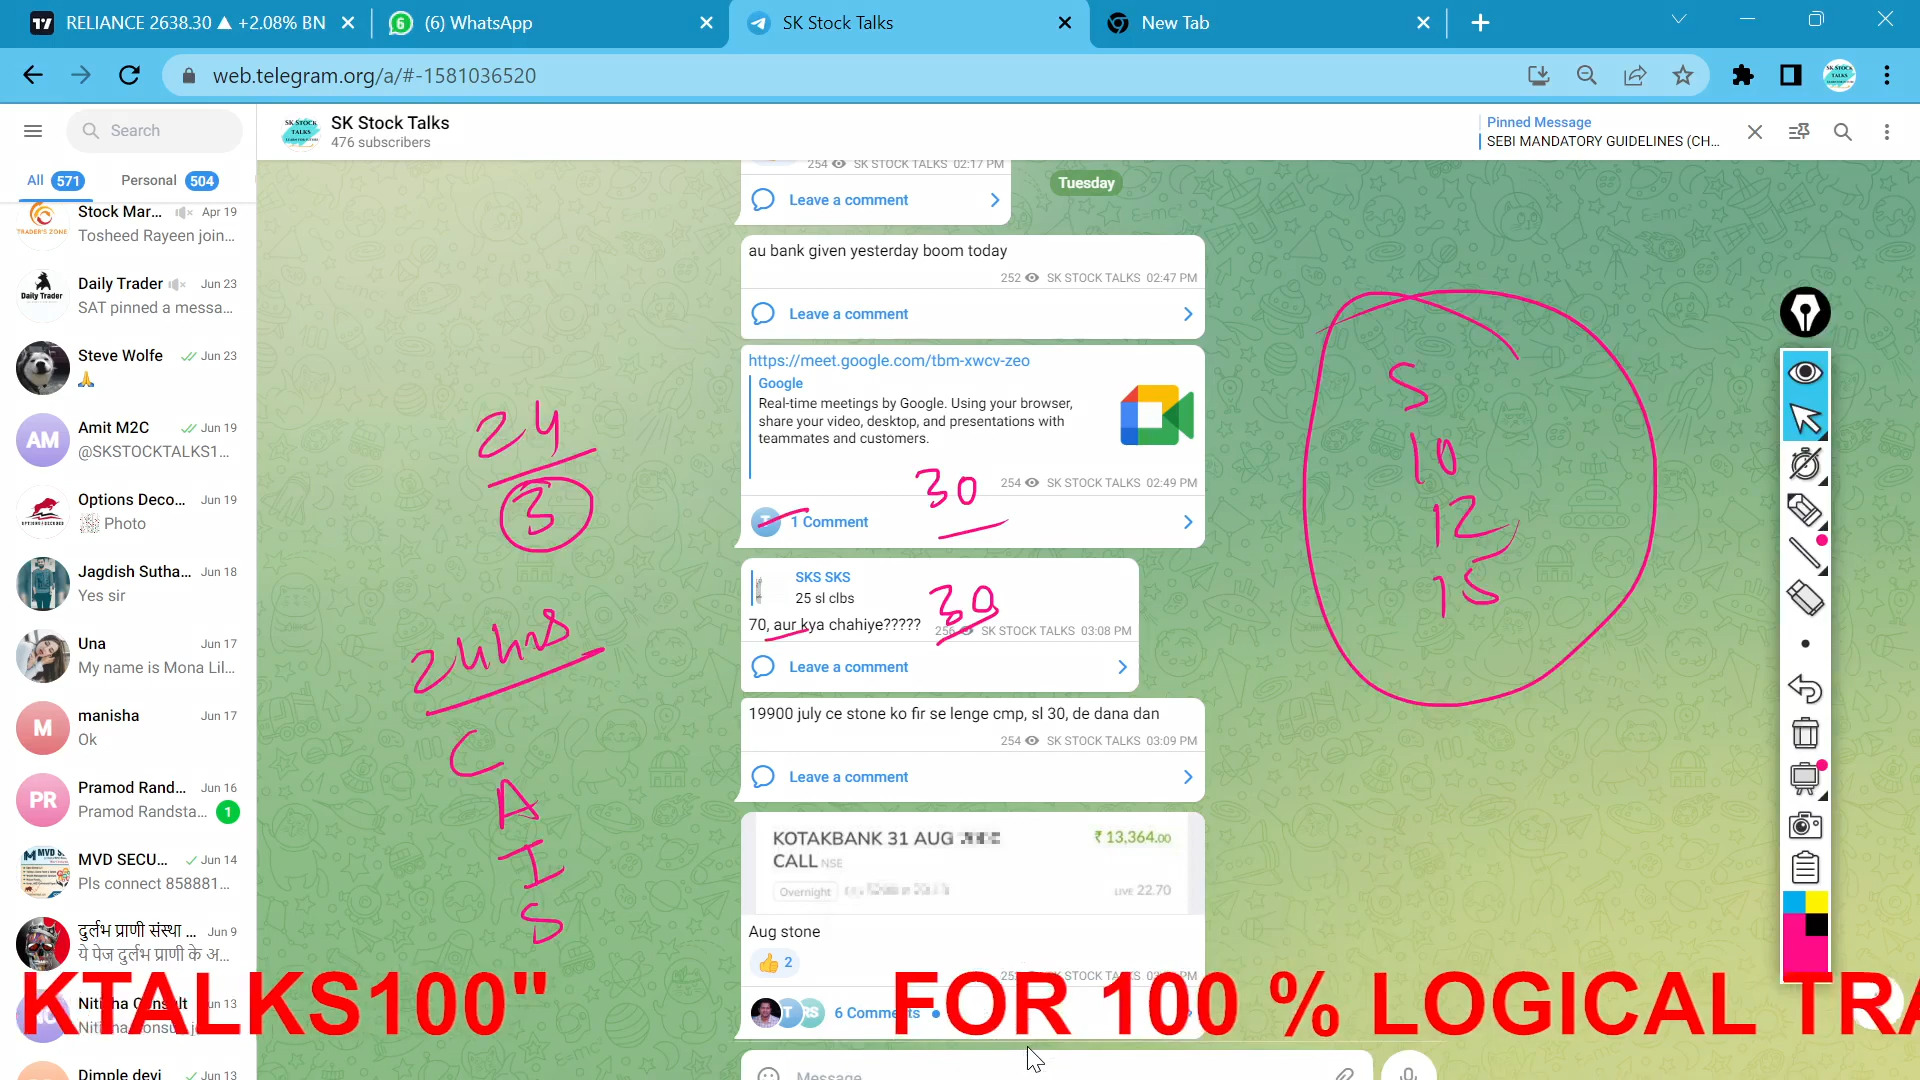 RELIANCE 2638.30 ▲ +2.08% BN
(6) WhatsApp
SK Stock Talks
New Tab
web.telegram.org/a/#-1581036520
Search
SK Stock Talks
476 subscribers
Pinned Message
SEBI MANDATORY GUIDELINES (CH...
All 571
Personal 504
Stock Mar... Apr 19
Tosheed Rayeen join...
Daily Trader Jun 23
SAT pinned a messa...
Steve Wolfe Jun 23
🙏
AM
Amit M2C Jun 19
@SKSTOCKTALKS1...
Options Deco... Jun 19
Photo
Jagdish Sutha... Jun 18
Yes sir
Una Jun 17
My name is Mona Lil...
M
manisha Jun 17
Ok
PR
Pramod Rand... Jun 16
Pramod Randsta... 1
MVD SECU... Jun 14
Pls connect 858881...
दुर्लभ प्राणी संस्था ... Jun 9
ये पेज दुर्लभ प्राणी के अ...
Jun 13
Dimple devi Jun 13
254 SK STOCK TALKS 02:17 PM
Leave a comment
Tuesday
au bank given yesterday boom today
252 SK STOCK TALKS 02:47 PM
Leave a comment
https://meet.google.com/tbm-xwcv-zeo
Google
Real-time meetings by Google. Using your browser,
share your video, desktop, and presentations with
teammates and customers.
254 SK STOCK TALKS 02:49 PM
1 Comment
SKS SKS
25 sl clbs
70, aur kya chahiye?????
256 SK STOCK TALKS 03:08 PM
Leave a comment
19900 july ce stone ko fir se lenge cmp, sl 30, de dana dan
254 SK STOCK TALKS 03:09 PM
Leave a comment
KOTAKBANK 31 AUG
CALL NSE
₹ 13,364.00
Overnight
LIVE 22.70
Aug stone
👍 2
STOCK TALKS
6 Comments
Message
24
3
24hrs
C
A
I
S
30
30
5
10
12
15
KTALKS100" FOR 100 % LOGICAL TRA